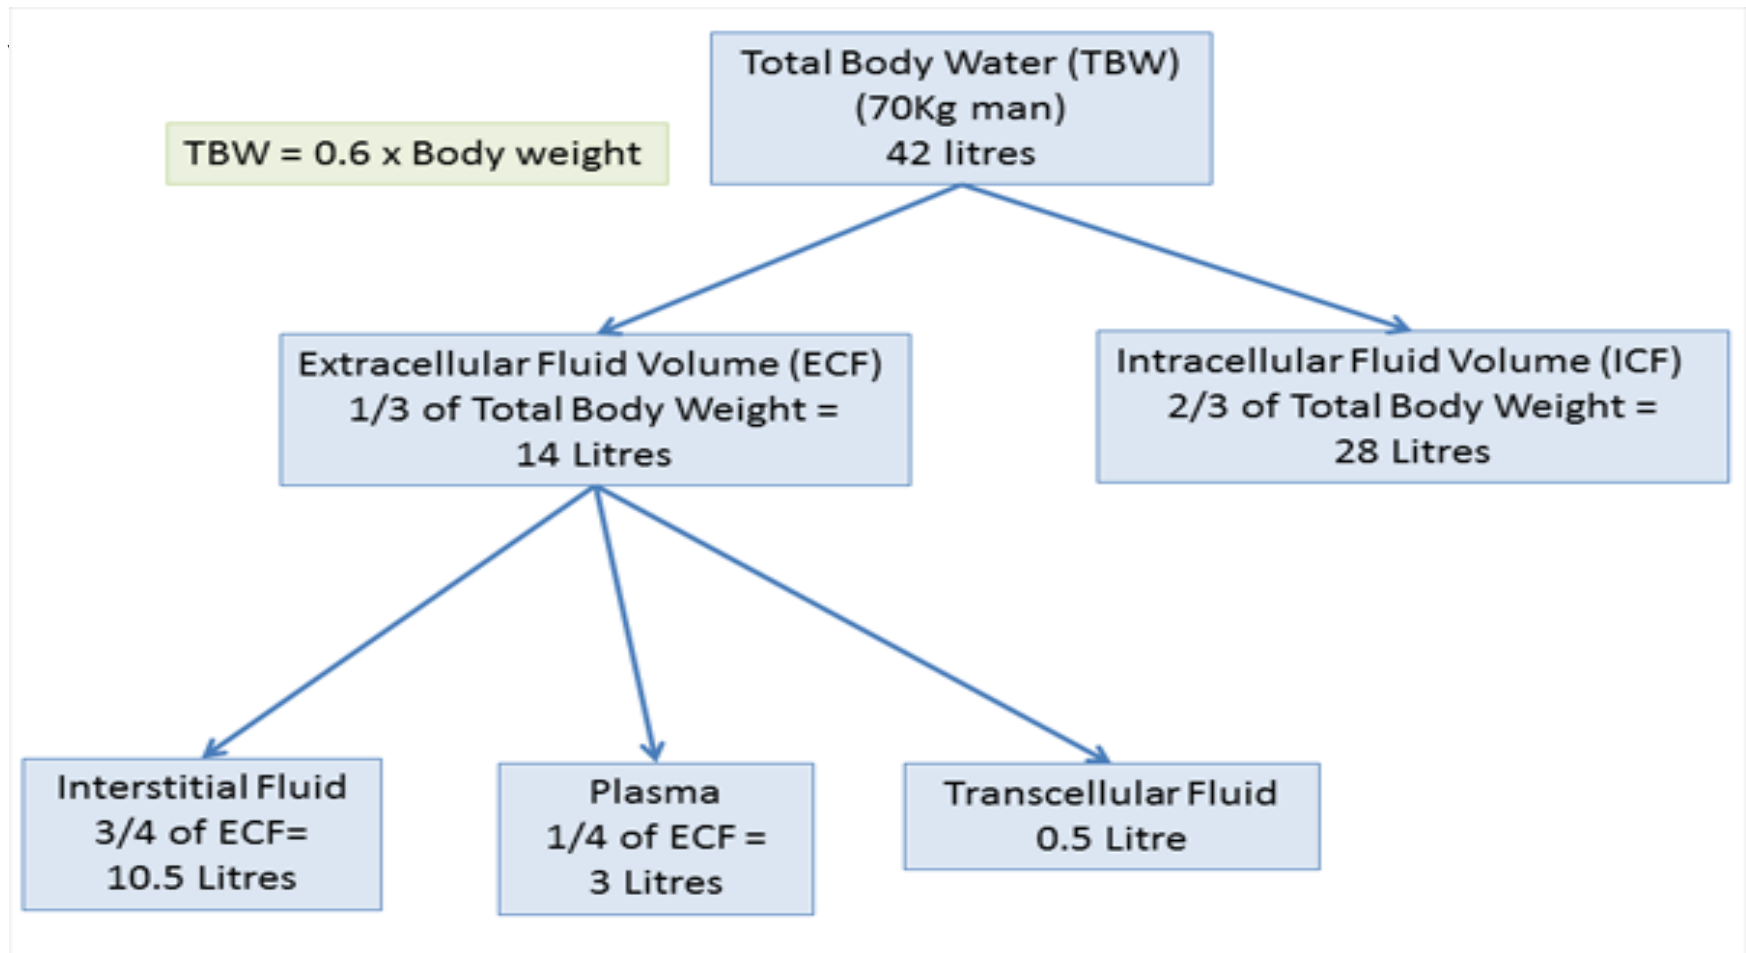 Total Body Water (TBW)
(70Kg man)
42 litres
TBW = 0.6 x Body weight
Extracellular Fluid Volume (ECF)
1/3 of Total Body Weight =
14 Litres
Intracellular Fluid Volume (ICF)
2/3 of Total Body Weight =
28 Litres
Interstitial Fluid
3/4 of ECF=
10.5 Litres
Plasma
1/4 of ECF =
3 Litres
Transcellular Fluid
0.5 Litre